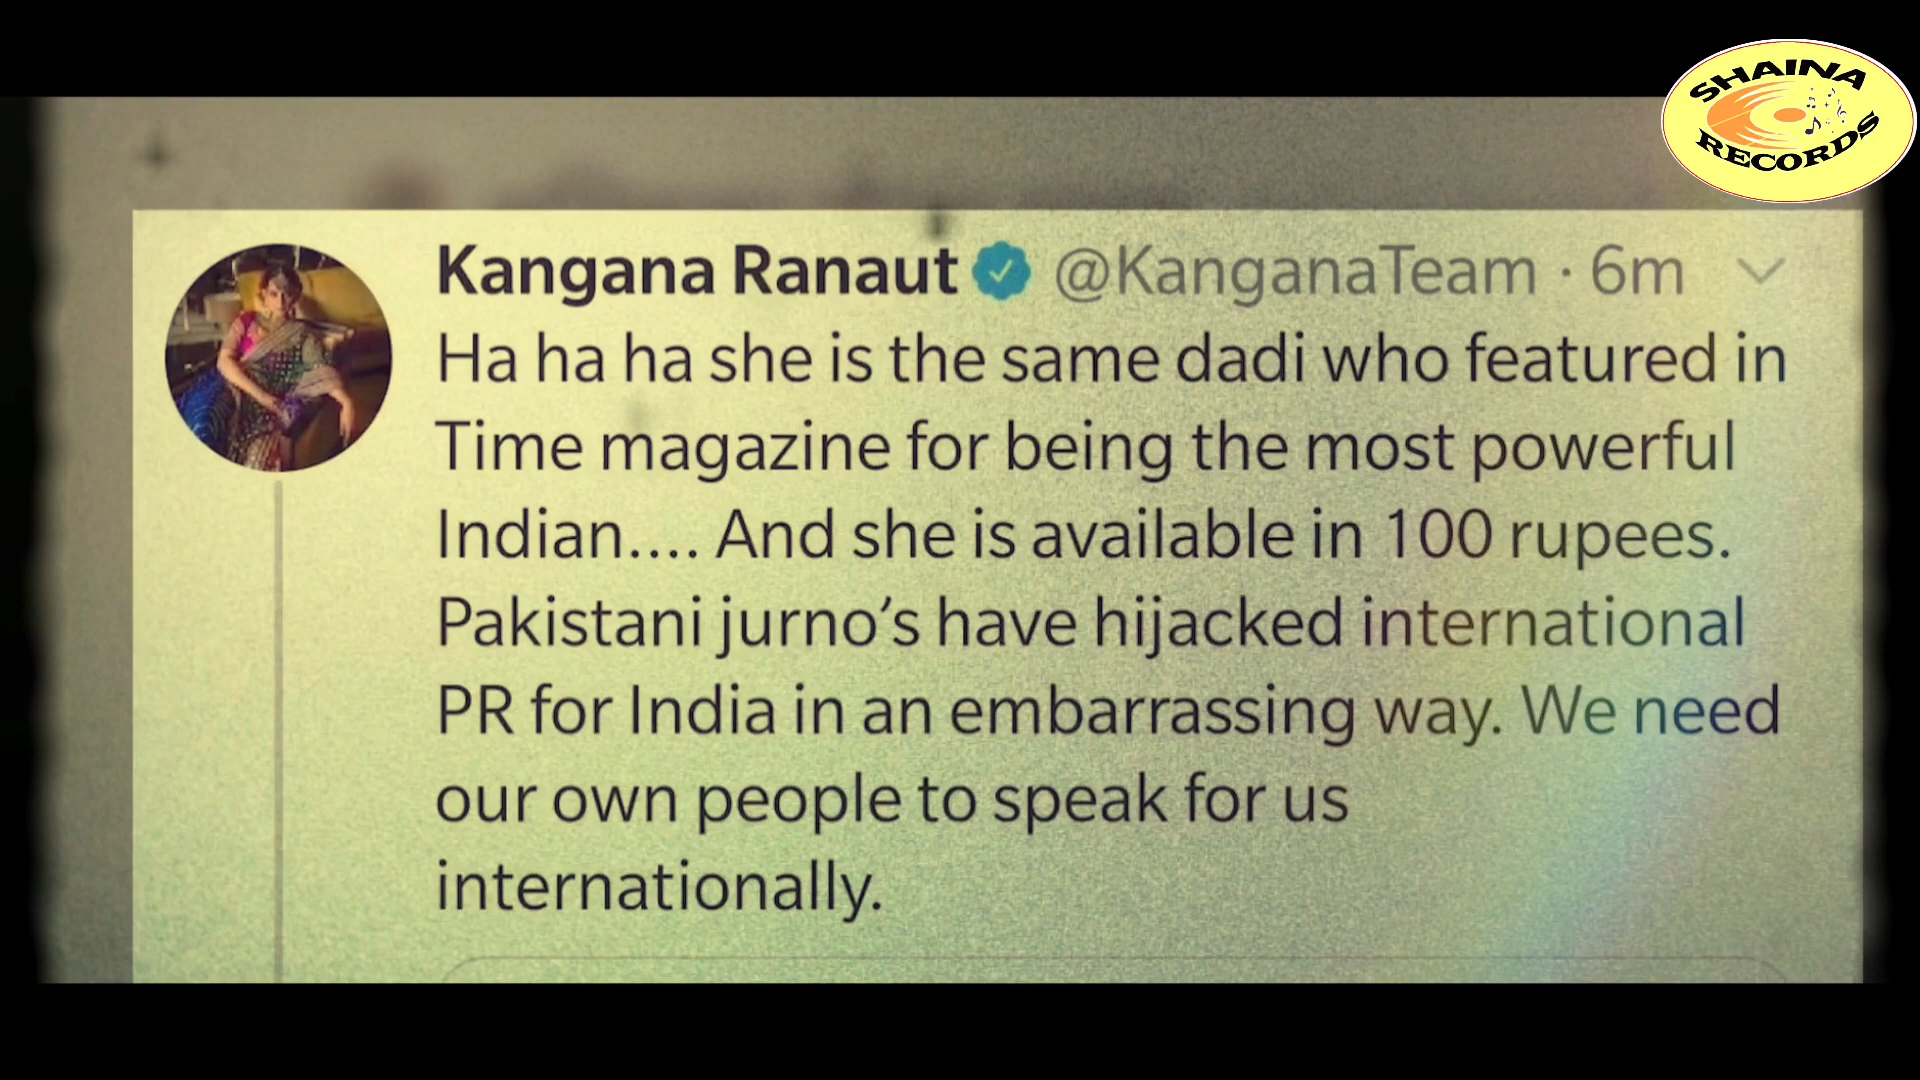 SHAINA
RECORDS
Kangana Ranaut @KanganaTeam · 6m
Ha ha ha she is the same dadi who featured in
Time magazine for being the most powerful
Indian.... And she is available in 100 rupees.
Pakistani jurno's have hijacked international
PR for India in an embarrassing way. We need
our own people to speak for us
internationally.